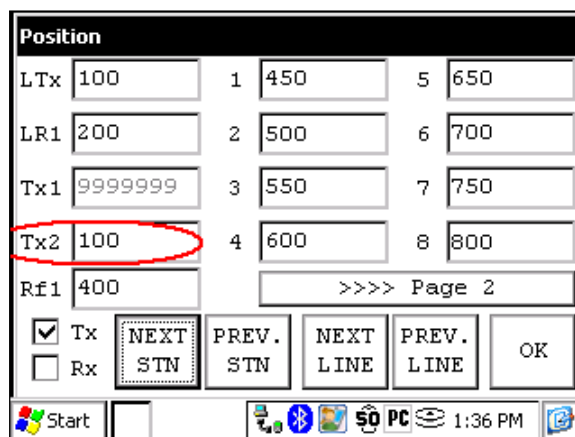 Position
LTx 100 1 450 5 650
LR1 200 2 500 6 700
Tx1 9999999 3 550 7 750
Tx2 100 4 600 8 800
Rf1 400 >>>> Page 2
Tx NEXT STN PREV. STN NEXT LINE PREV. LINE OK
Rx
Start PC 1:36 PM